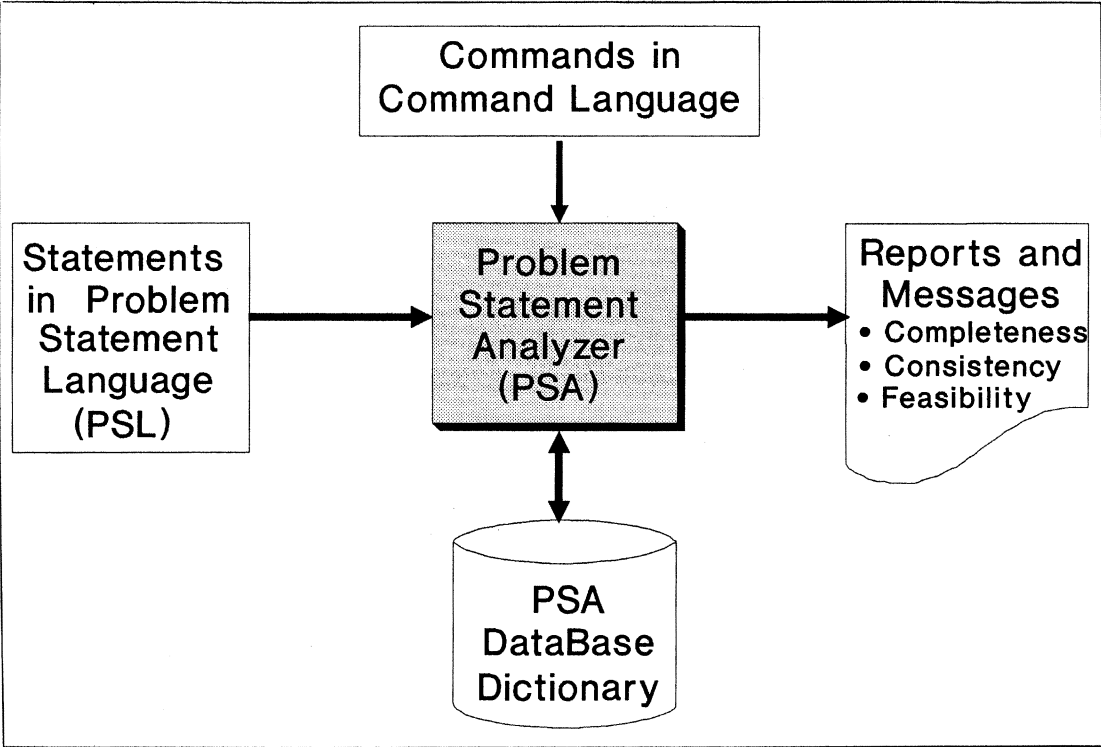 Commands in
Command Language
Statements
in Problem
Statement
Language
(PSL)
Problem
Statement
Analyzer
(PSA)
Reports and
Messages
• Completeness
• Consistency
• Feasibility
PSA
DataBase
Dictionary